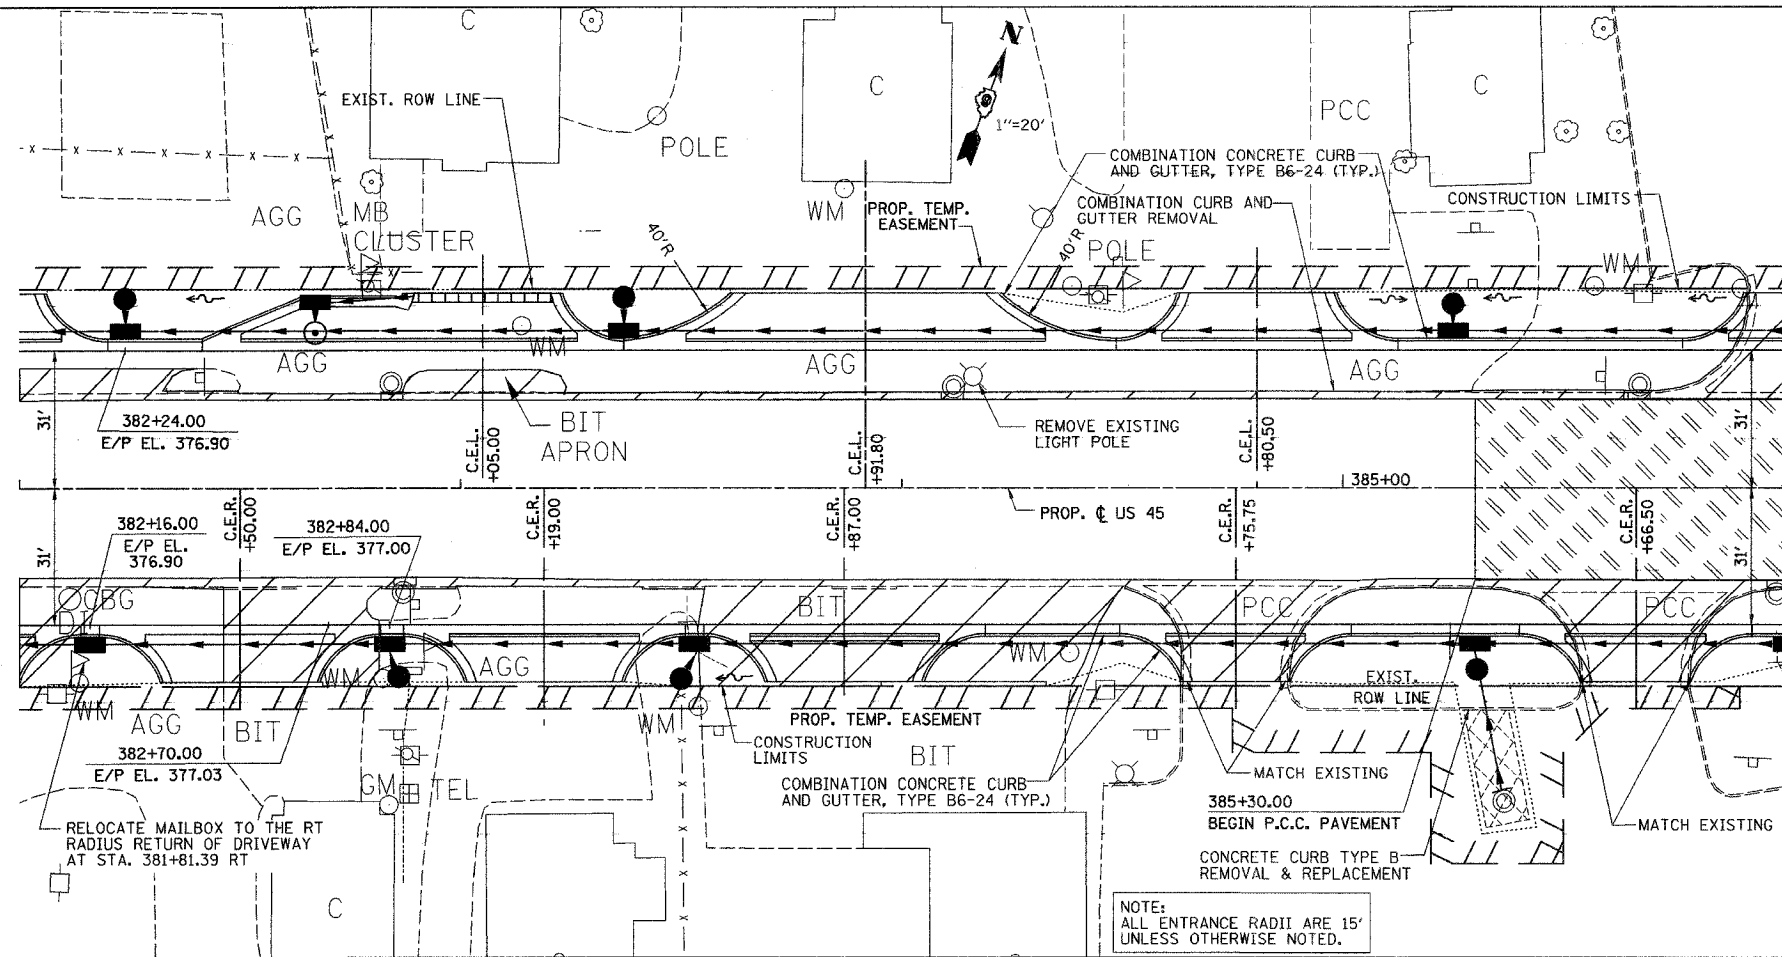 C
EXIST. ROW LINE
POLE
N
1"=20'
C
PCC
C
COMBINATION CONCRETE CURB
AND GUTTER, TYPE B6-24 (TYP.)
AGG
MB
CLUSTER
WM
PROP. TEMP.
EASEMENT
COMBINATION CURB AND
GUTTER REMOVAL
CONSTRUCTION LIMITS
40'R
40'R
POLE
WM
AGG
WM
AGG
AGG
31'
382+24.00
E/P EL. 376.90
BIT
APRON
C.E.L.
+05.00
C.E.L.
+91.80
REMOVE EXISTING
LIGHT POLE
C.E.L.
+80.50
31'
385+00
PROP. ℄ US 45
31'
382+16.00
E/P EL.
376.90
C.E.R.
+50.00
382+84.00
E/P EL. 377.00
C.E.R.
+19.00
C.E.R.
+87.00
C.E.R.
+75.75
C.E.R.
+66.50
31'
CBG
BIT
PCC
PCC
WM
AGG
WM
EXIST.
ROW LINE
WM
AGG
BIT
WM
PROP. TEMP. EASEMENT
382+70.00
E/P EL. 377.03
CONSTRUCTION
LIMITS
BIT
MATCH EXISTING
GM
TEL
COMBINATION CONCRETE CURB
AND GUTTER, TYPE B6-24 (TYP.)
385+30.00
BEGIN P.C.C. PAVEMENT
MATCH EXISTING
RELOCATE MAILBOX TO THE RT
RADIUS RETURN OF DRIVEWAY
AT STA. 381+81.39 RT
CONCRETE CURB TYPE B
REMOVAL & REPLACEMENT
C
NOTE:
ALL ENTRANCE RADII ARE 15'
UNLESS OTHERWISE NOTED.